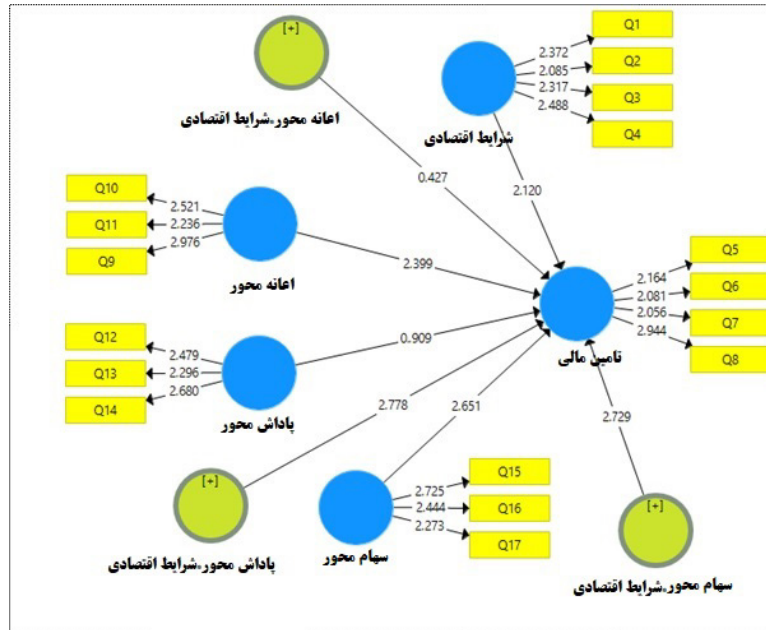 [+]
اعانه محور*شرایط اقتصادی
شرایط اقتصادی
Q1
Q2
Q3
Q4
2.372
2.085
2.317
2.488
0.427
2.120
Q10
Q11
Q9
2.521
2.236
2.976
اعانه محور
2.399
Q5
Q6
Q7
Q8
2.164
2.081
2.056
2.944
تامین مالی
Q12
Q13
Q14
2.479
2.296
2.680
پاداش محور
0.909
2.778
2.651
2.729
[+]
پاداش محور*شرایط اقتصادی
سهام محور
Q15
Q16
Q17
2.725
2.444
2.273
[+]
سهام محور*شرایط اقتصادی